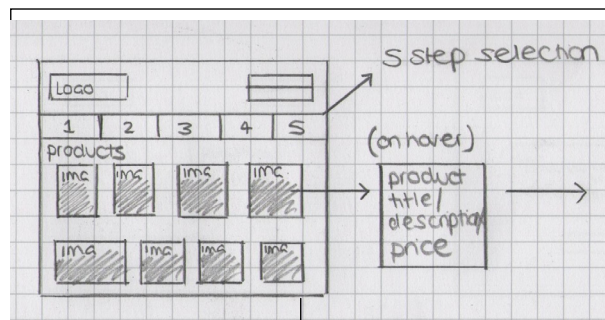 5 step selection
Logo
1 2 3 4 5
products
(on hover)
img img img img
product
title/
description
price
img img img img